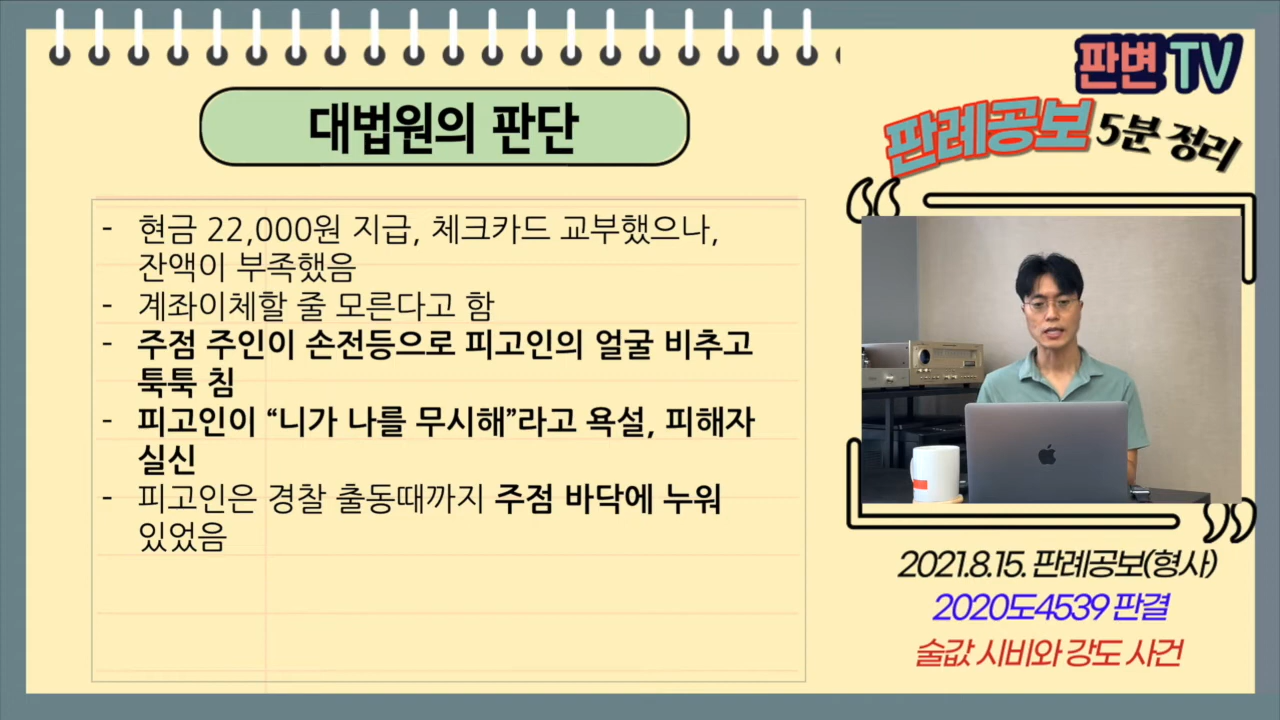 판변 TV
판례공보 5분 정리
대법원의 판단
- 현금 22,000원 지급, 체크카드 교부했으나,
잔액이 부족했음
- 계좌이체할 줄 모른다고 함
- 주점 주인이 손전등으로 피고인의 얼굴 비추고
툭툭 침
- 피고인이 “니가 나를 무시해”라고 욕설, 피해자
실신
- 피고인은 경찰 출동때까지 주점 바닥에 누워
있었음
2021.8.15. 판례공보(형사)
2020도4539 판결
술값 시비와 강도 사건